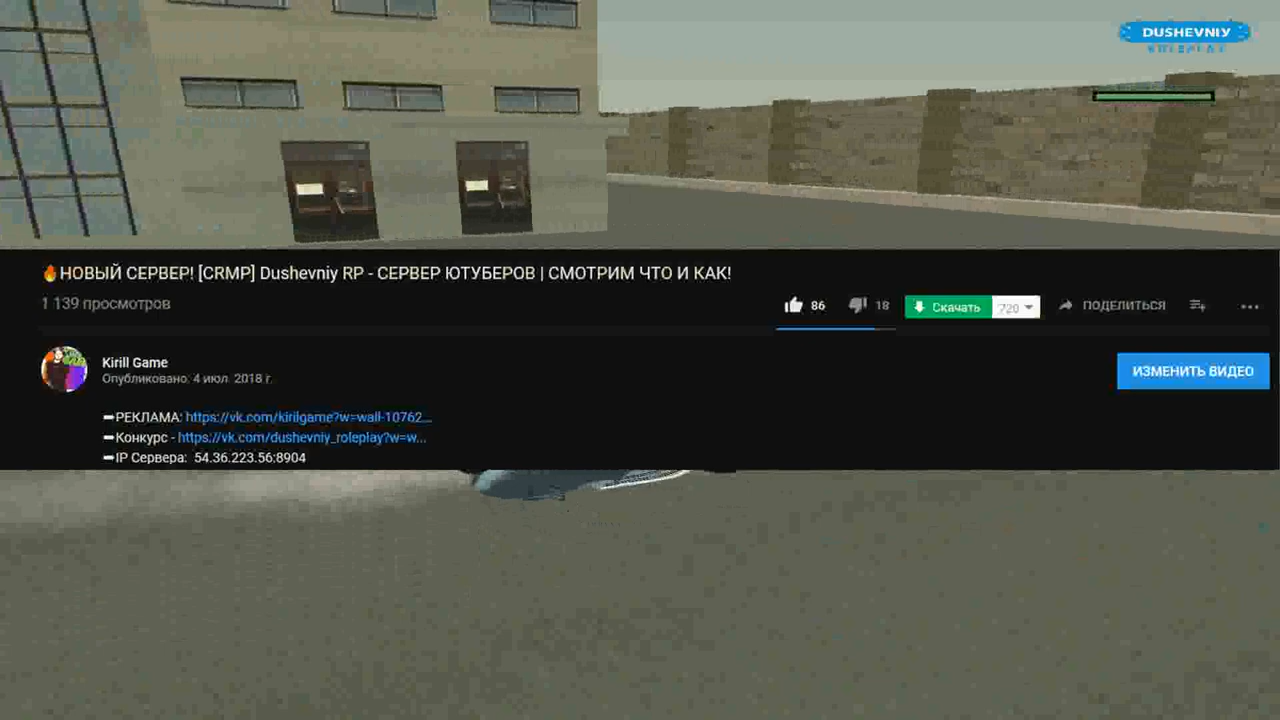 DUSHEVNIY
ROLEPLAY
🔥НОВЫЙ СЕРВЕР! [CRMP] Dushevniy RP - СЕРВЕР ЮТУБЕРОВ | СМОТРИМ ЧТО И КАК!
1 139 просмотров
86
18
Скачать
720
ПОДЕЛИТЬСЯ
Kirill Game
Опубликовано: 4 июл. 2018 г.
ИЗМЕНИТЬ ВИДЕО
➡РЕКЛАМА: https://vk.com/kirilgame?w=wall-10762...
➡Конкурс - https://vk.com/dushevniy_roleplay?w=w...
➡IP Сервера: 54.36.223.56:8904